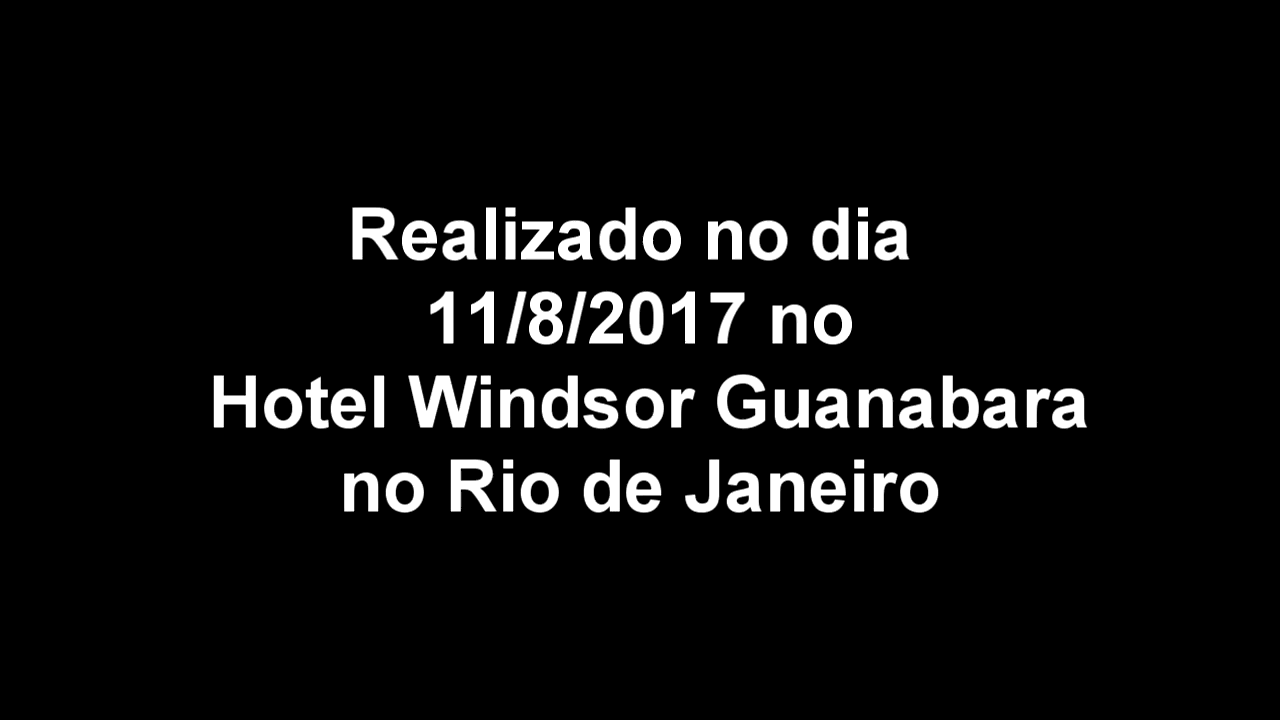 Realizado no dia
11/8/2017 no
Hotel Windsor Guanabara
no Rio de Janeiro